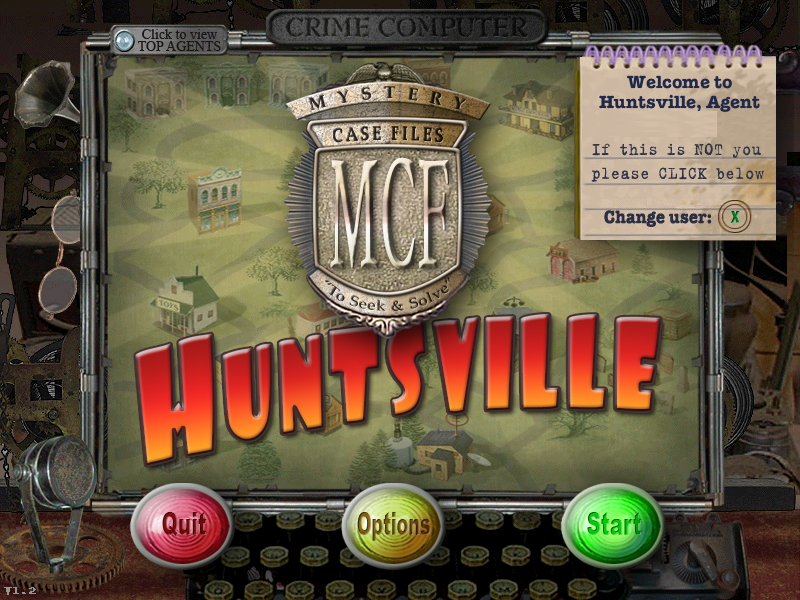 CRIME COMPUTER
Click to view
TOP AGENTS
Welcome to
Huntsville, Agent
If this is NOT you
please CLICK below
Change user: X
MYSTERY
CASE FILES
MCF
"To Seek & Solve"
TOYS
HUNTSVILLE
Quit
Options
Start
V1.2